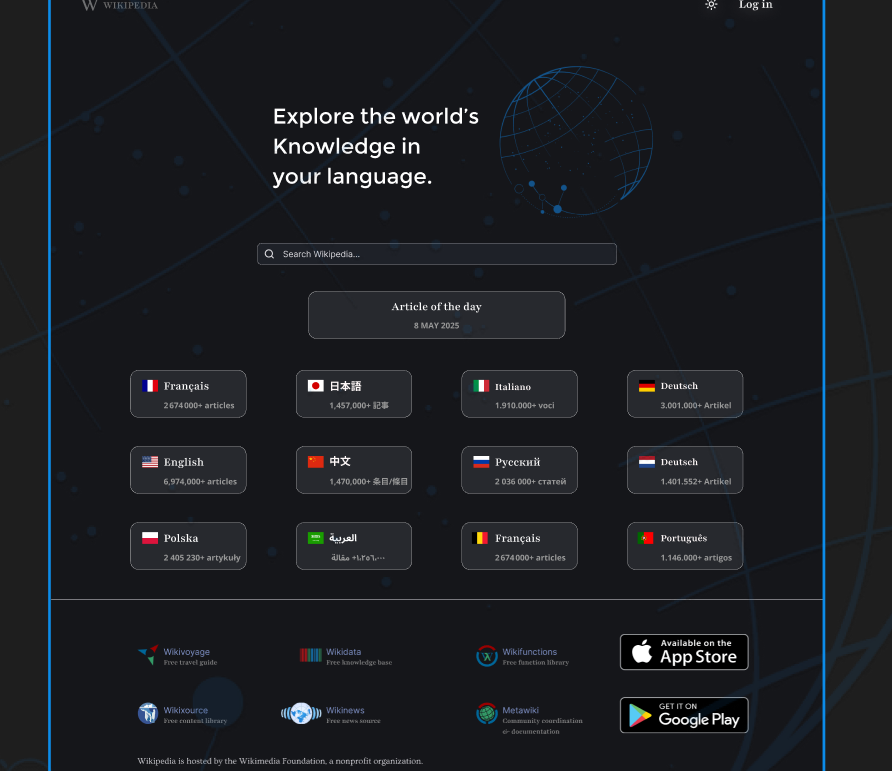 W WIKIPEDIA
Log in
Explore the world's
Knowledge in
your language.
Search Wikipedia...
Article of the day
8 MAY 2025
Français
2 674 000+ articles
日本語
1,457,000+ 記事
Italiano
1.910.000+ voci
Deutsch
3.001.000+ Artikel
English
6,974,000+ articles
中文
1,470,000+ 条目/條目
Русский
2 036 000+ статей
Deutsch
1.401.552+ Artikel
Polska
2 405 230+ artykuły
العربية
١٬٢٥٦٬٠٠٠+ مقالة
Français
2 674 000+ articles
Português
1.146.000+ artigos
Wikivoyage
Free travel guide
Wikidata
Free knowledge base
Wikifunctions
Free function library
Available on the
App Store
Wikixource
Free content library
Wikinews
Free news source
Metawiki
Community coordination
& documentation
GET IT ON
Google Play
Wikipedia is hosted by the Wikimedia Foundation, a nonprofit organization.